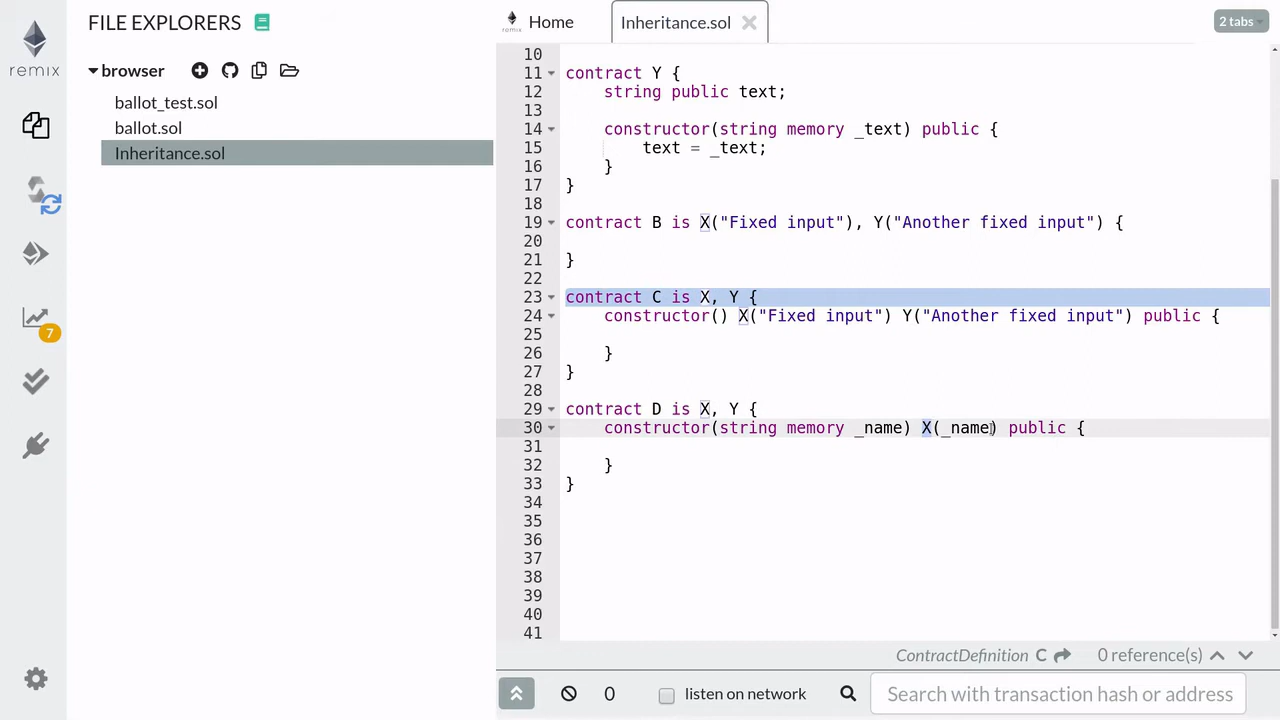 remix
FILE EXPLORERS
browser
ballot_test.sol
ballot.sol
Inheritance.sol
7
remix
Home
Inheritance.sol
2 tabs
10
11 contract Y {
12 string public text;
13
14 constructor(string memory _text) public {
15 text = _text;
16 }
17 }
18
19 contract B is X("Fixed input"), Y("Another fixed input") {
20
21 }
22
23 contract C is X, Y {
24 constructor() X("Fixed input") Y("Another fixed input") public {
25
26 }
27 }
28
29 contract D is X, Y {
30 constructor(string memory _name) X(_name) public {
31
32 }
33 }
34
35
36
37
38
39
40
41
ContractDefinition C 0 reference(s)
0 listen on network Search with transaction hash or address